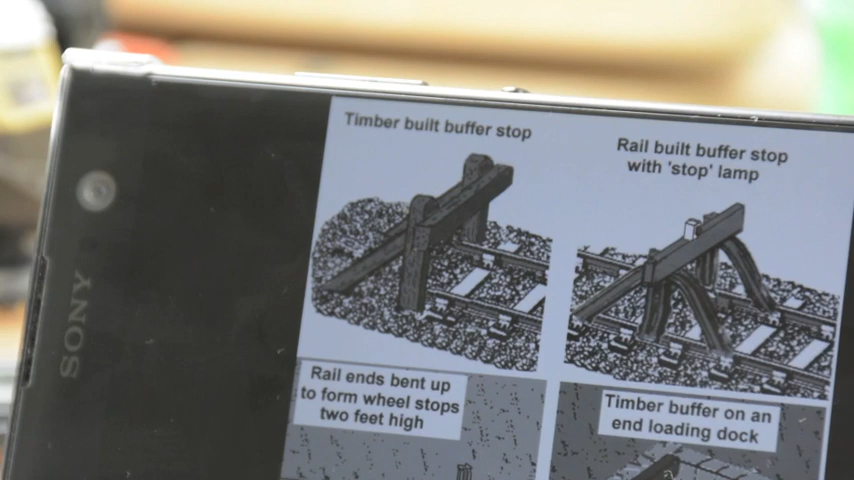 SONY
Timber built buffer stop
Rail built buffer stop
with 'stop' lamp
Rail ends bent up
to form wheel stops
two feet high
Timber buffer on an
end loading dock